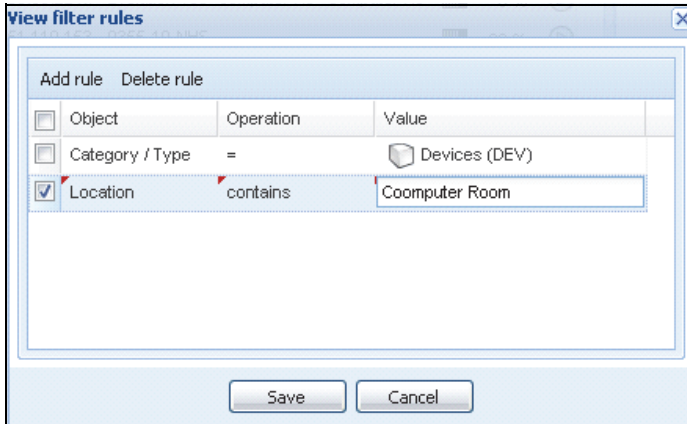 View filter rules
Add rule Delete rule
Object Operation Value
Category / Type = Devices (DEV)
Location contains Coomputer Room
Save Cancel